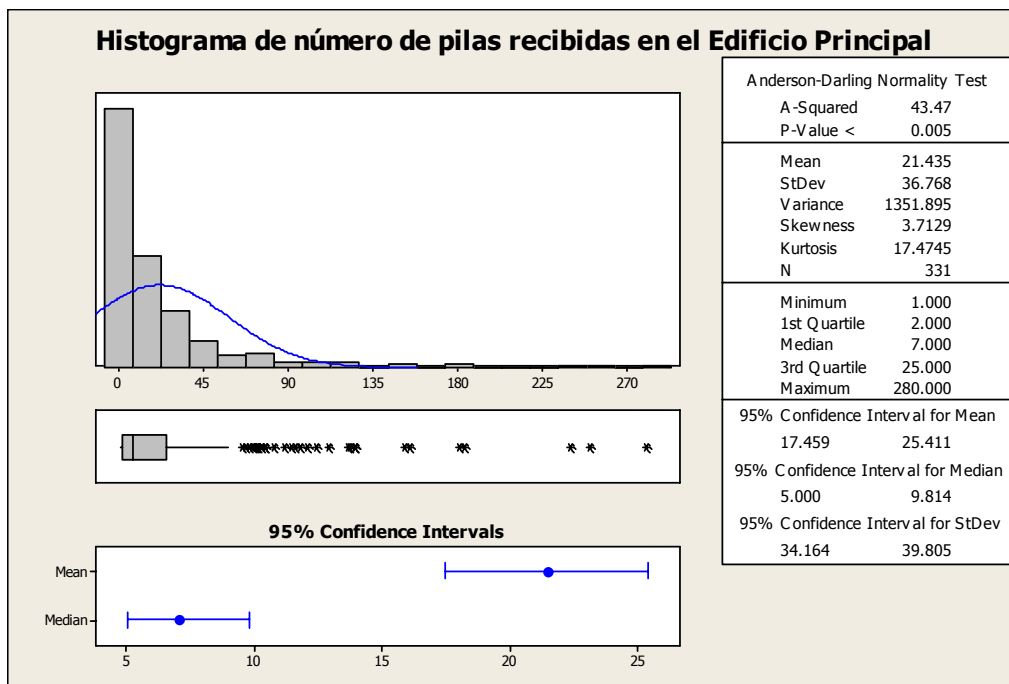 Histograma de número de pilas recibidas en el Edificio Principal
0 45 90 135 180 225 270
95% Confidence Intervals
Mean
Median
5 10 15 20 25
Anderson-Darling Normality Test
A-Squared 43.47
P-Value < 0.005
Mean 21.435
StDev 36.768
Variance 1351.895
Skewness 3.7129
Kurtosis 17.4745
N 331
Minimum 1.000
1st Quartile 2.000
Median 7.000
3rd Quartile 25.000
Maximum 280.000
95% Confidence Interval for Mean
17.459 25.411
95% Confidence Interval for Median
5.000 9.814
95% Confidence Interval for StDev
34.164 39.805